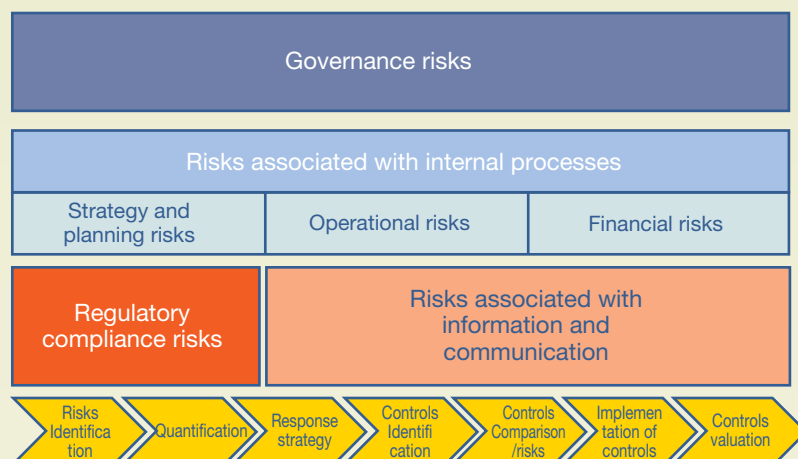 Governance risks
Risks associated with internal processes
Strategy and
planning risks
Operational risks
Financial risks
Regulatory
compliance risks
Risks associated with
information and
communication
Risks
Identifica
tion
Quantification
Response
strategy
Controls
Identifi
cation
Controls
Comparison
/risks
Implemen
tation of
controls
Controls
valuation